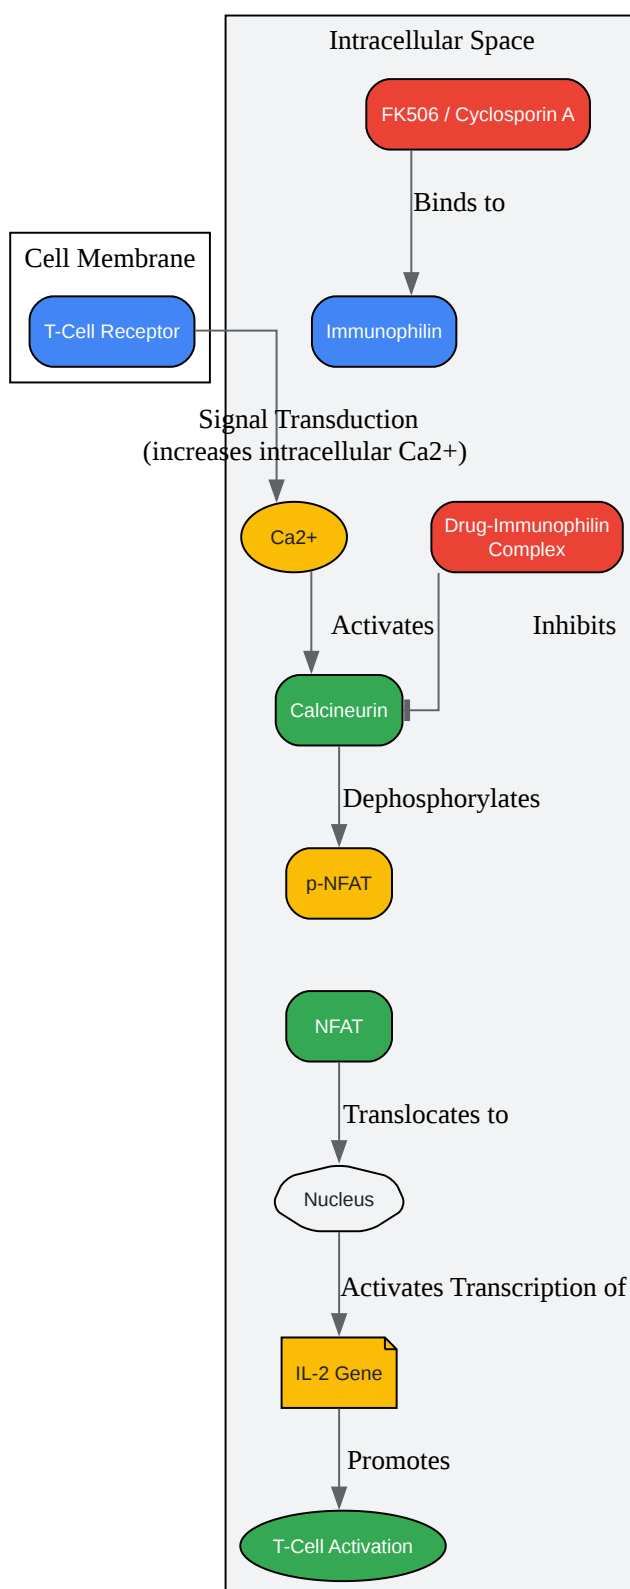 Intracellular Space
FK506 / Cyclosporin A
Binds to
Cell Membrane
T-Cell Receptor
Immunophilin
Signal Transduction
(increases intracellular Ca2+)
Ca2+
Drug-Immunophilin
Complex
Activates
Inhibits
Calcineurin
Dephosphorylates
p-NFAT
NFAT
Translocates to
Nucleus
Activates Transcription of
IL-2 Gene
Promotes
T-Cell Activation